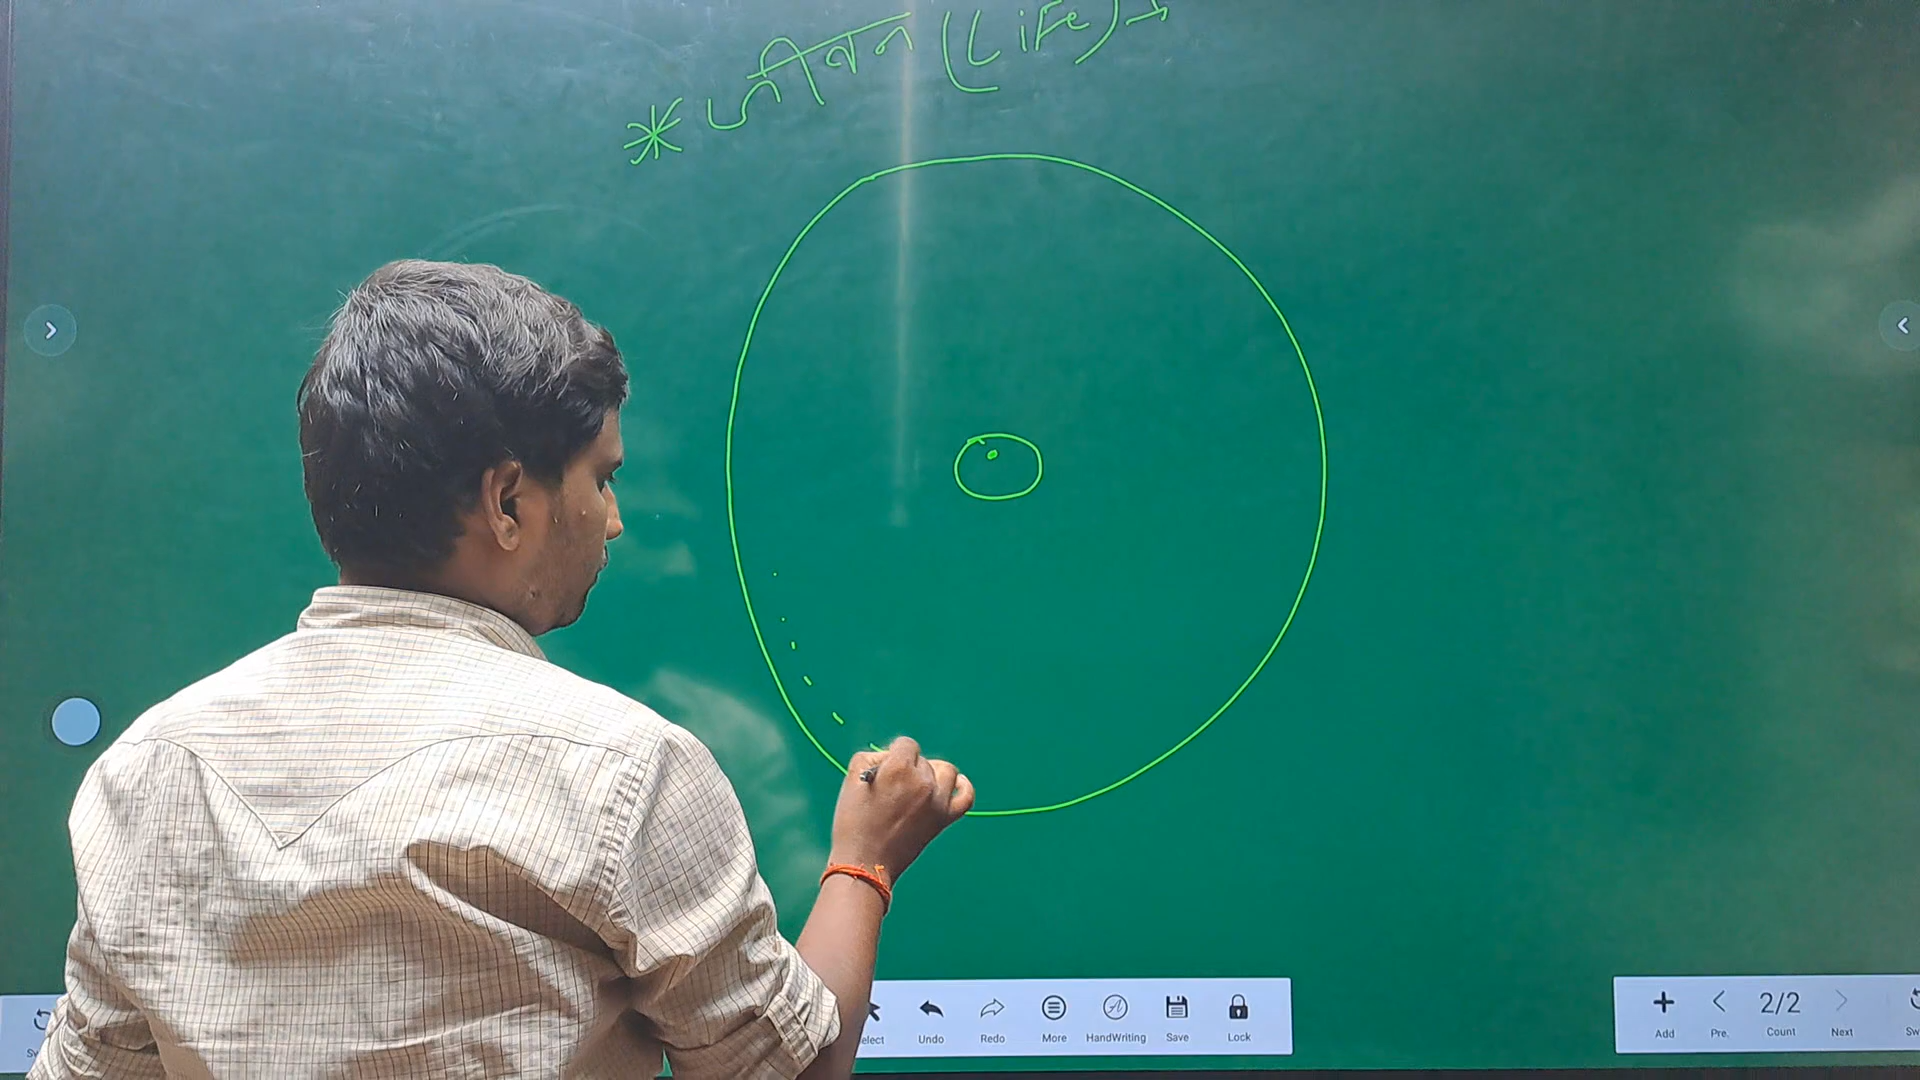 * जीवन (Life) →
Undo Redo More HandWriting Save Lock
Add Pre. 2/2 Count Next